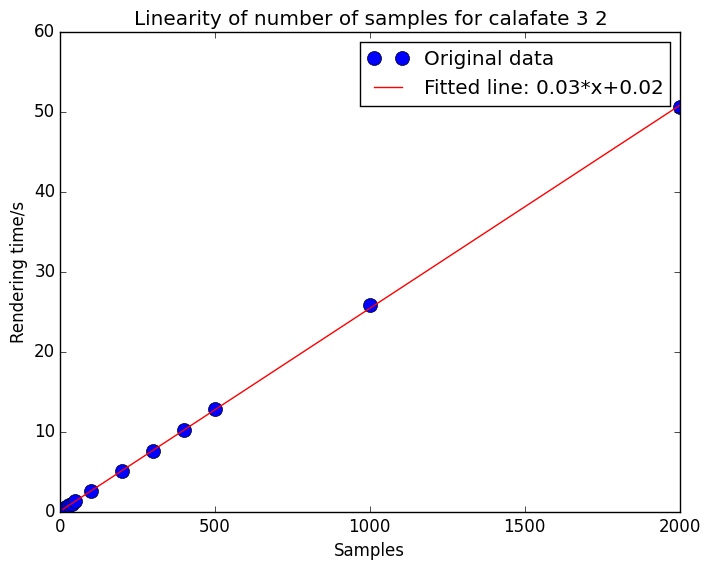 Linearity of number of samples for calafate 3 2
60
50
40
30
20
10
0
Rendering time/s
Original data
Fitted line: 0.03*x+0.02
0 500 1000 1500 2000
Samples